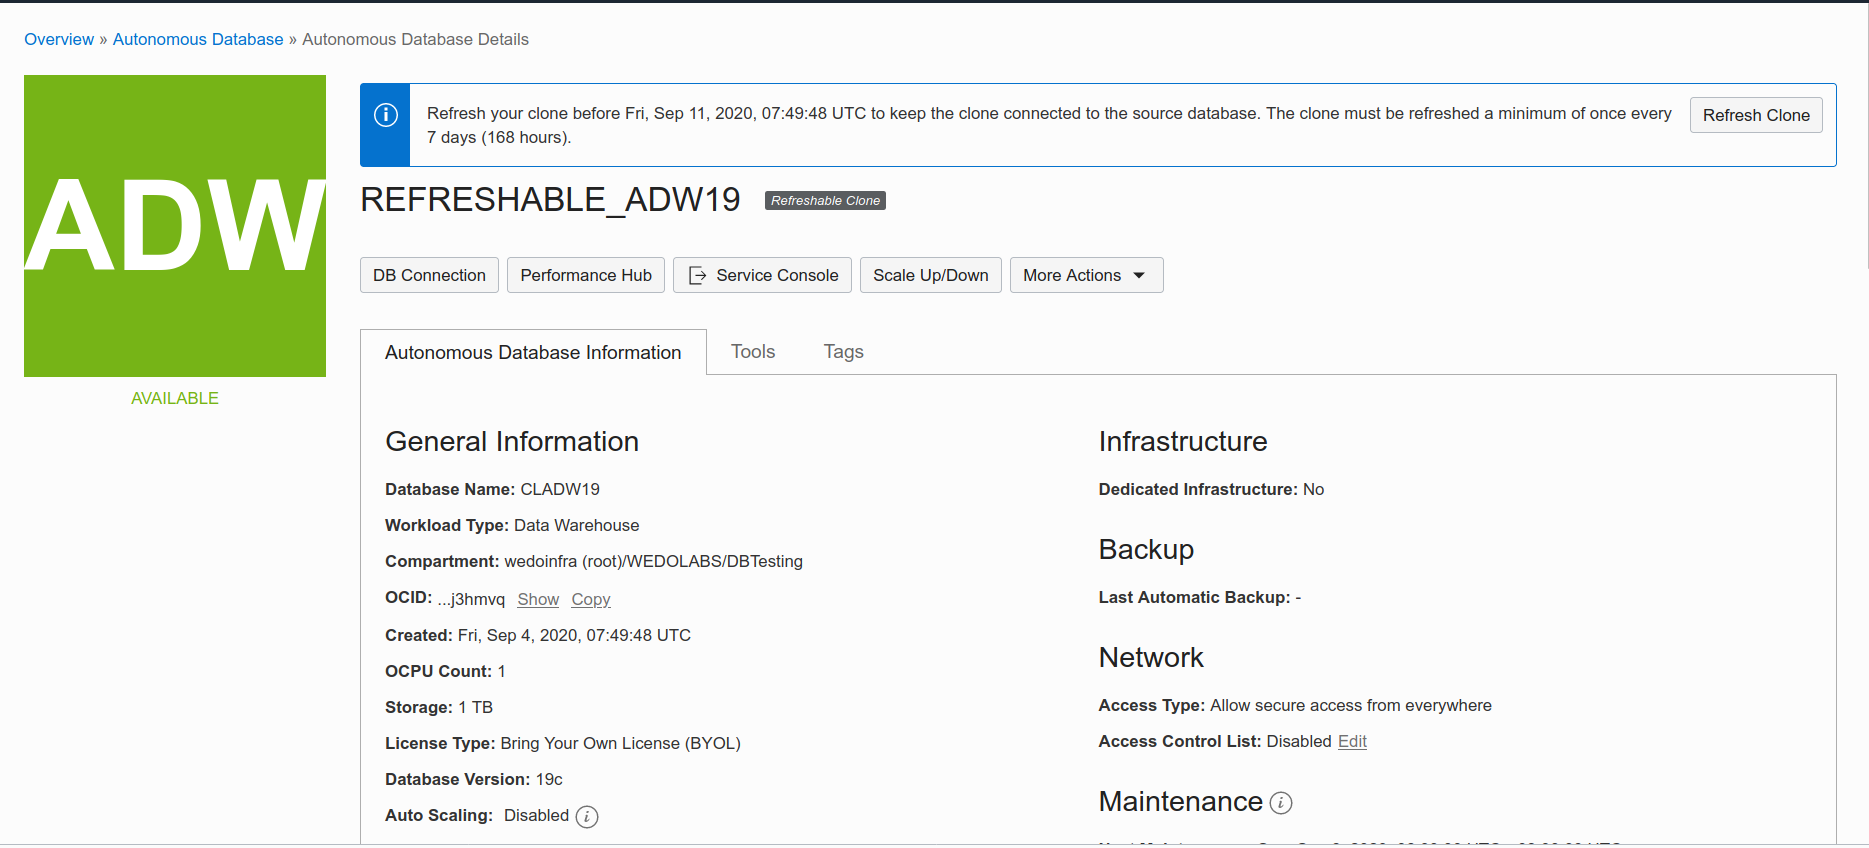 Overview » Autonomous Database » Autonomous Database Details
ADW
AVAILABLE
Refresh your clone before Fri, Sep 11, 2020, 07:49:48 UTC to keep the clone connected to the source database. The clone must be refreshed a minimum of once every
7 days (168 hours).
Refresh Clone
REFRESHABLE_ADW19 Refreshable Clone
DB Connection Performance Hub Service Console Scale Up/Down More Actions
Autonomous Database Information Tools Tags
General Information
Database Name: CLADW19
Workload Type: Data Warehouse
Compartment: wedoinfra (root)/WEDOLABS/DBTesting
OCID: ...j3hmvq Show Copy
Created: Fri, Sep 4, 2020, 07:49:48 UTC
OCPU Count: 1
Storage: 1 TB
License Type: Bring Your Own License (BYOL)
Database Version: 19c
Auto Scaling: Disabled
Infrastructure
Dedicated Infrastructure: No
Backup
Last Automatic Backup: -
Network
Access Type: Allow secure access from everywhere
Access Control List: Disabled Edit
Maintenance